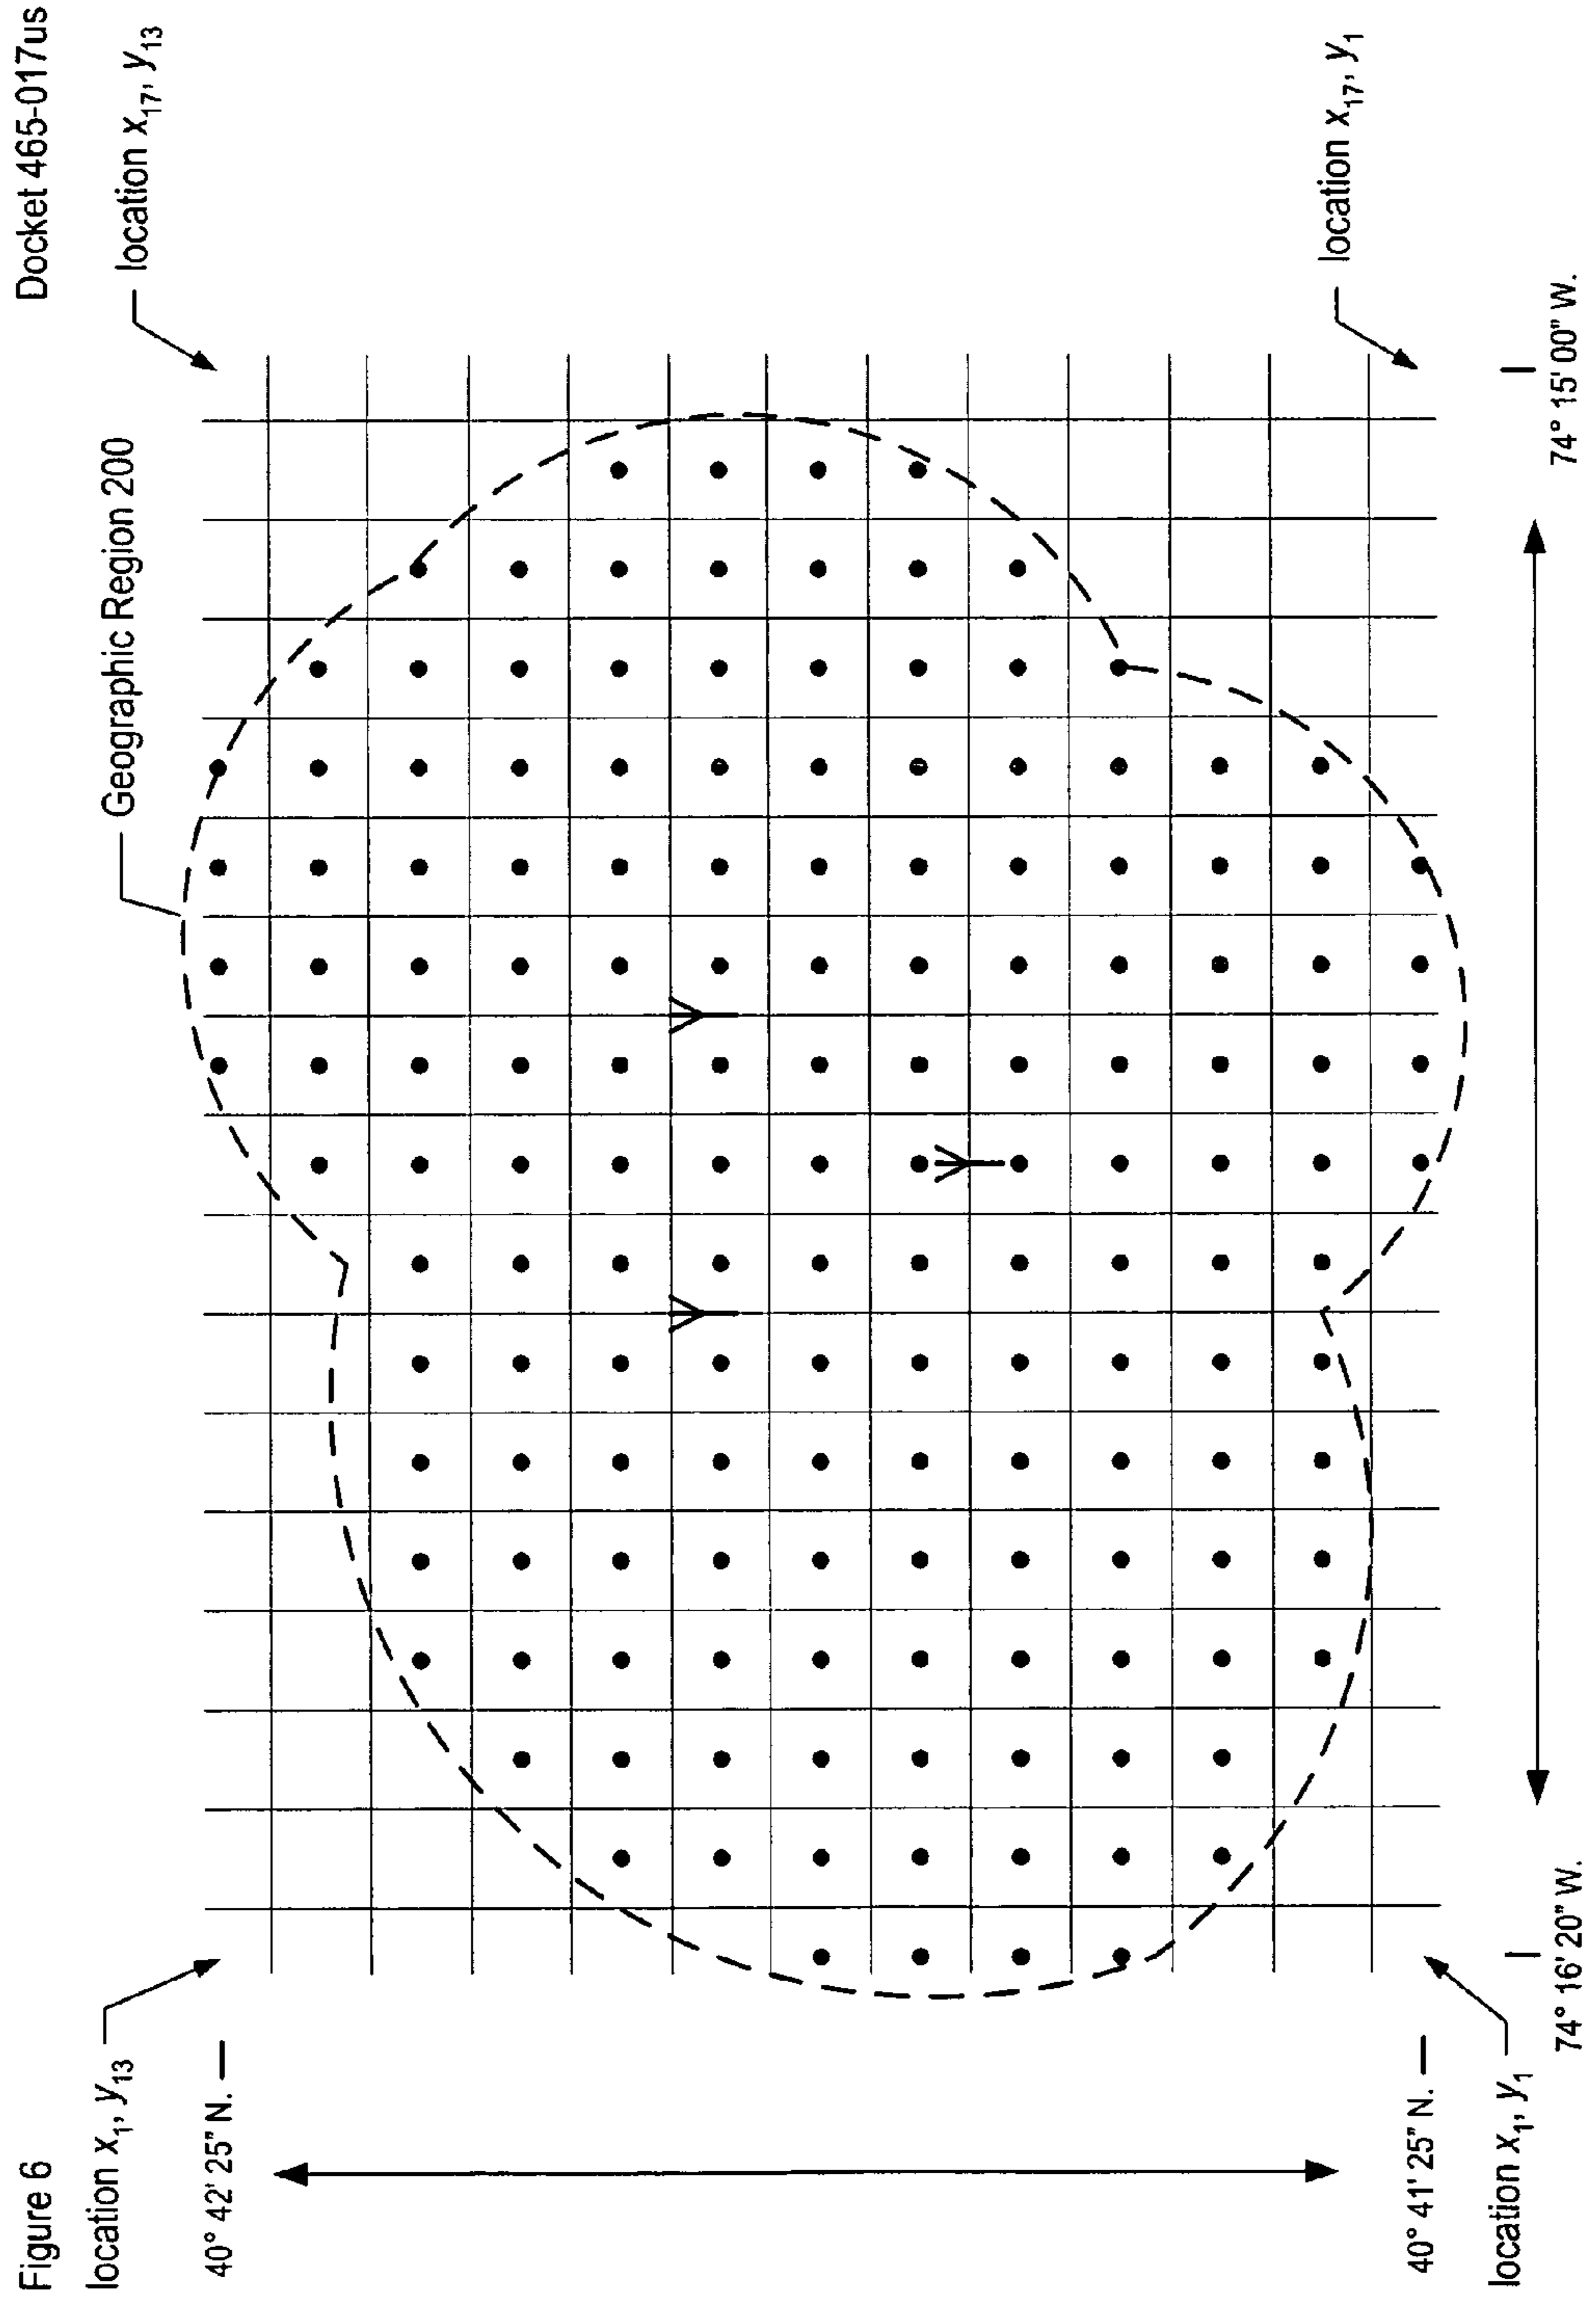 Figure 6
Docket 465-017us
location x₁, y₁₃
location x₁₇, y₁₃
Geographic Region 200
40° 42' 25" N.
40° 41' 25" N.
location x₁, y₁
location x₁₇, y₁
74° 16' 20" W.
74° 15' 00" W.